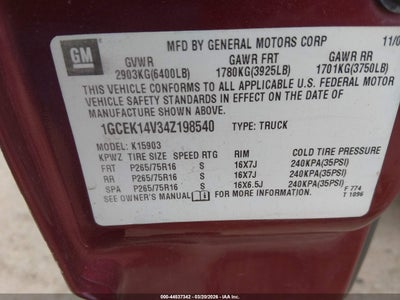 MFD BY GENERAL MOTORS CORP 11/0
GM GVWR GAWR FRT GAWR RR
2903KG(6400LB) 1780KG(3925LB) 1701KG(3750LB)
THIS VEHICLE CONFORMS TO ALL APPLICABLE U.S. FEDERAL MOTOR
VEHICLE SAFETY STANDARDS IN EFFECT ON THE DATE OF
MANUFACTURE SHOWN ABOVE.
1GCEK14V34Z198540 TYPE: TRUCK
MODEL: K15903
KPWZ TIRE SIZE SPEED RTG RIM COLD TIRE PRESSURE
FRT P265/75R16 S 16X7J 240KPA(35PSI)
RR P265/75R16 S 16X7J 240KPA(35PSI)
SPA P265/75R16 S 16X6.5J 240KPA(35PSI)
SEE OWNER'S MANUAL FOR ADDITIONAL INFORMATION
F 774
T 1096
000-44637342 - 03/20/2026 -